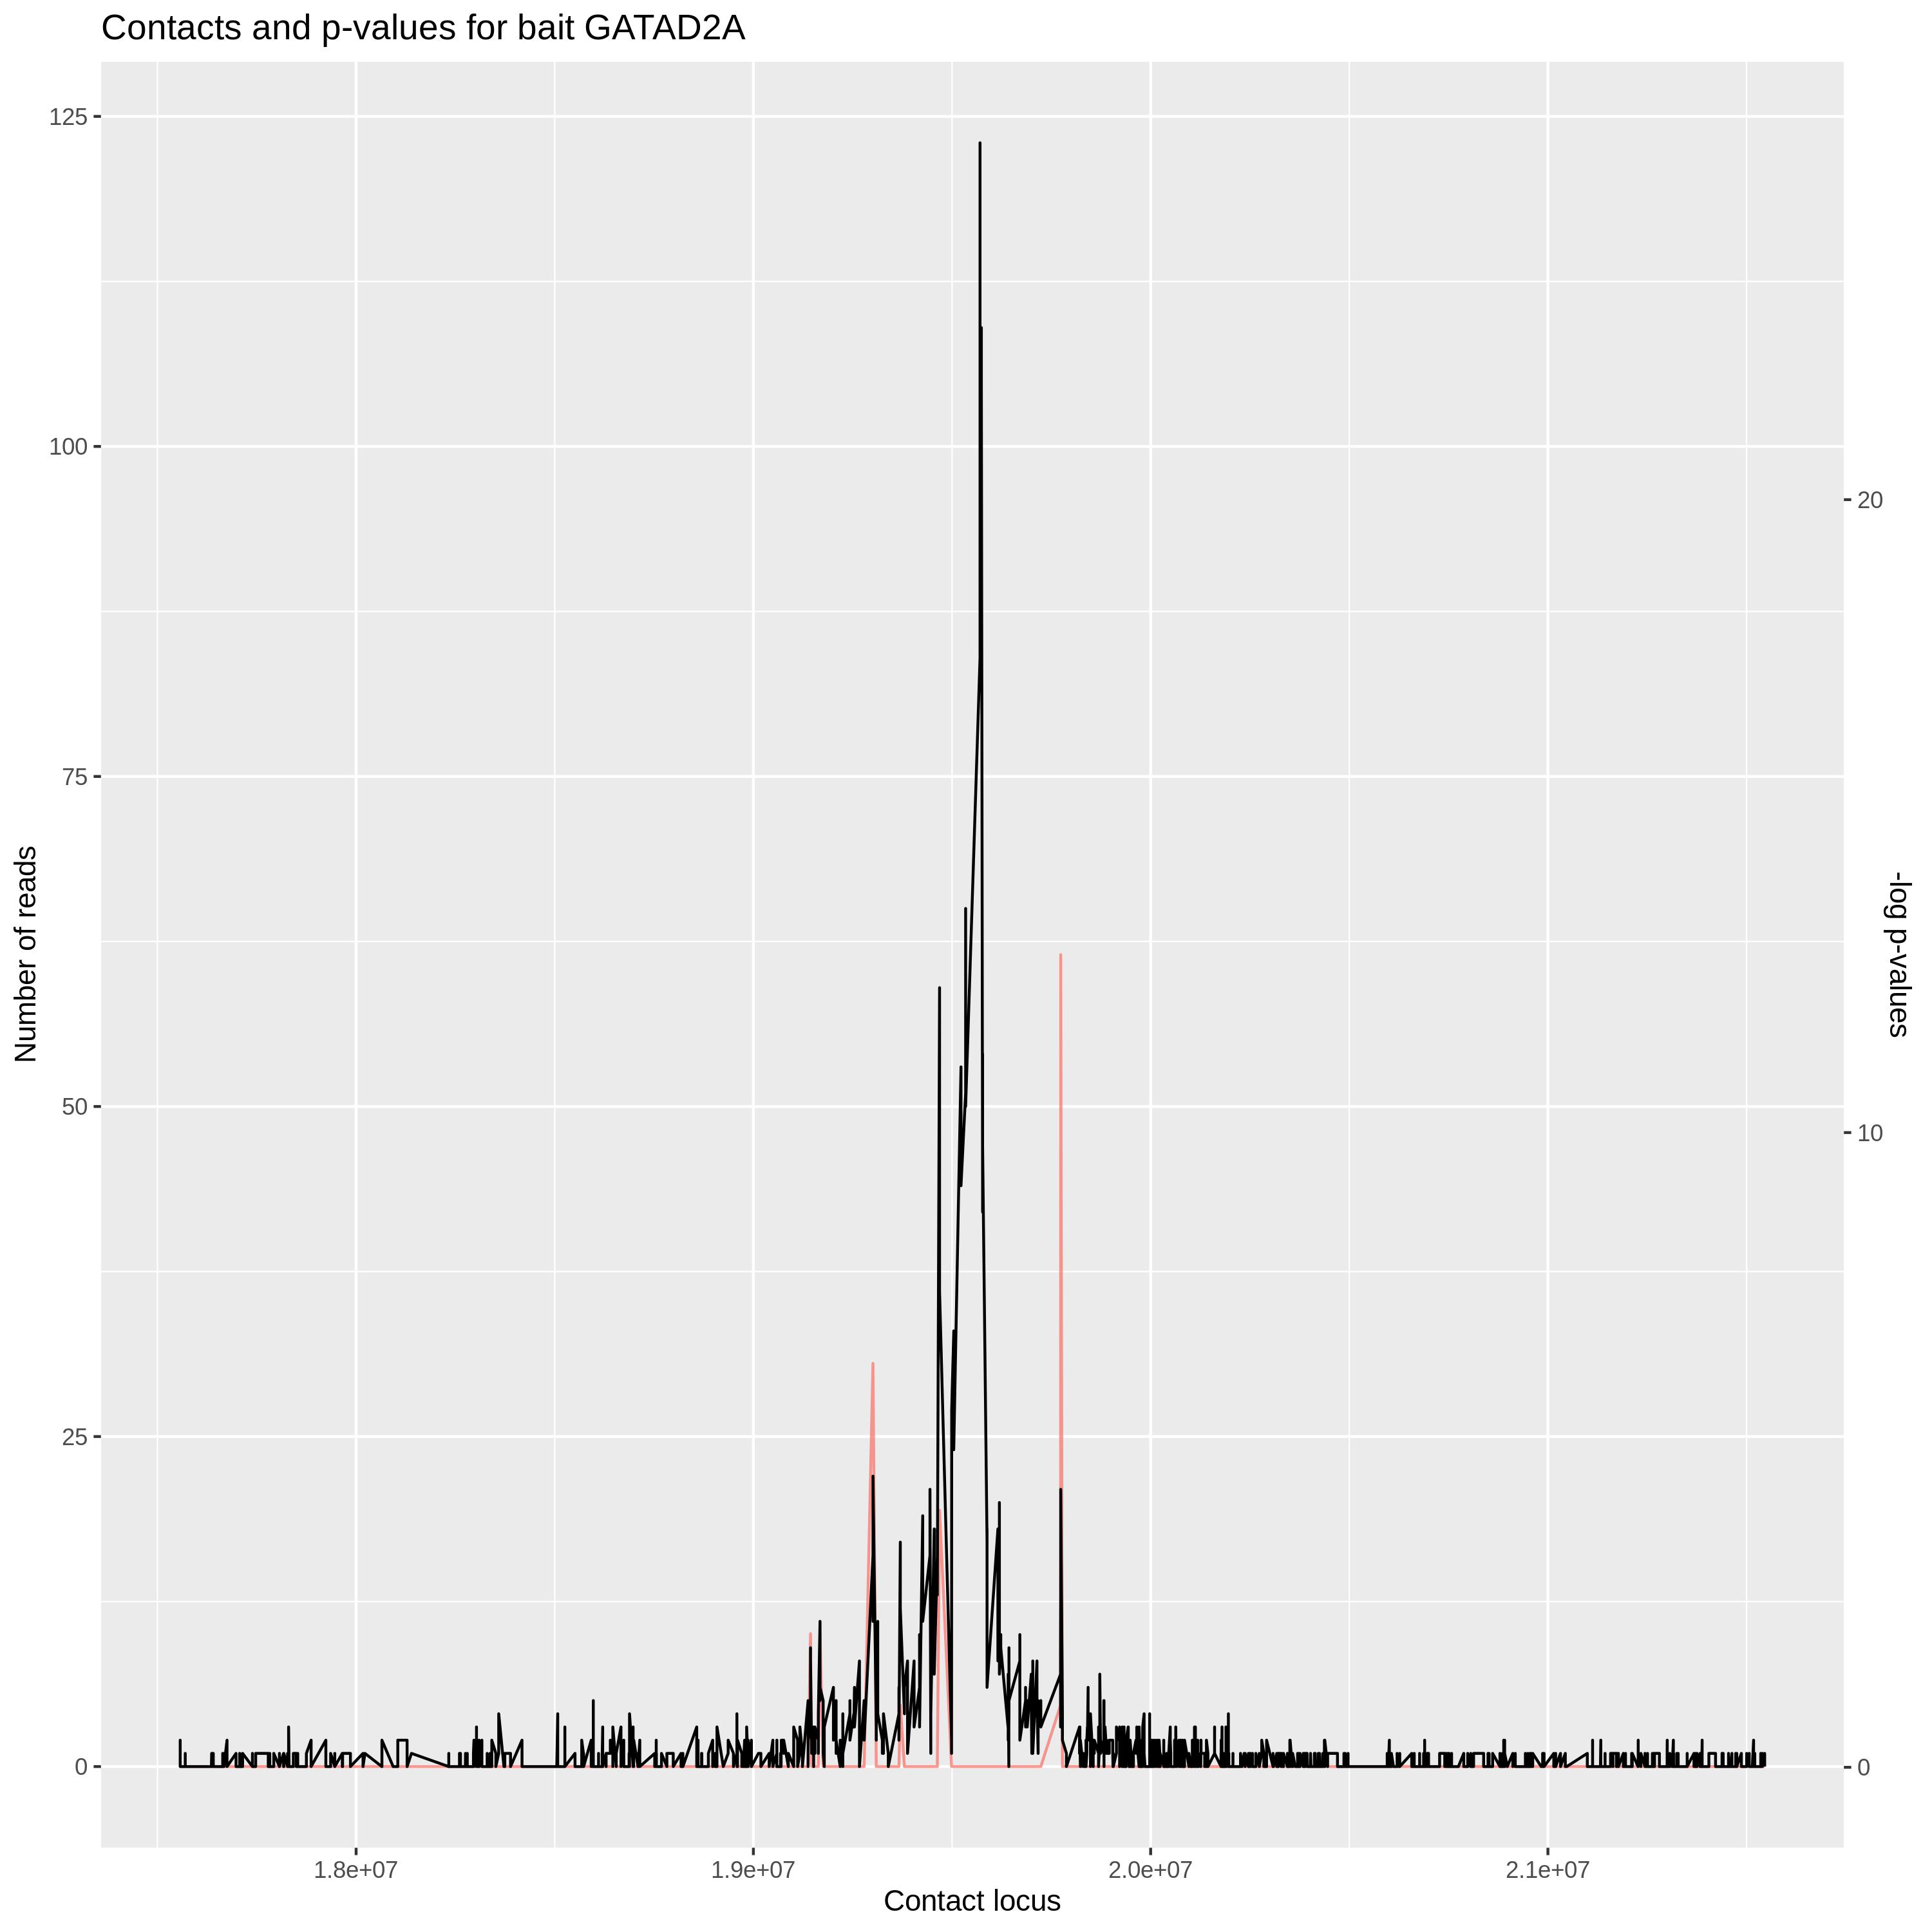 Contacts and p-values for bait GATAD2A
125
100
75
50
25
0
Number of reads
20
10
0
-log p-values
1.8e+07
1.9e+07
2.0e+07
2.1e+07
Contact locus